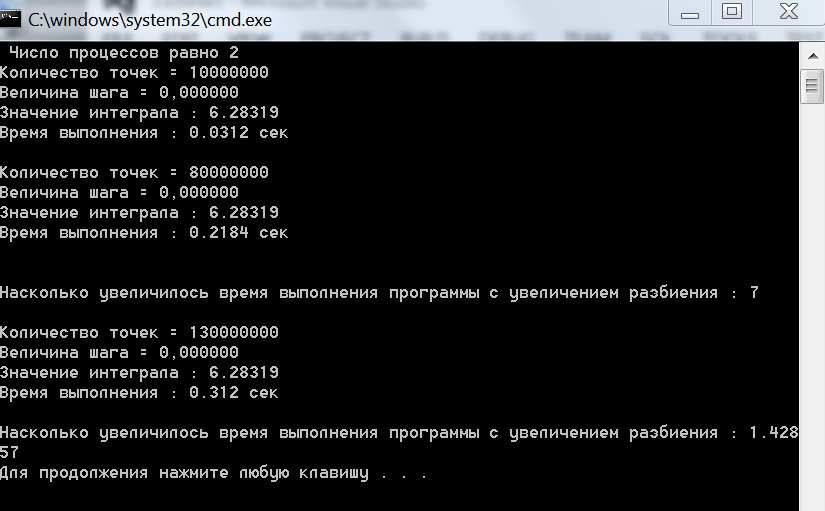 C:\windows\system32\cmd.exe
Число процессов равно 2
Количество точек = 10000000
Величина шага = 0,000000
Значение интеграла : 6.28319
Время выполнения : 0.0312 сек
Количество точек = 80000000
Величина шага = 0,000000
Значение интеграла : 6.28319
Время выполнения : 0.2184 сек
Насколько увеличилось время выполнения программы с увеличением разбиения : 7
Количество точек = 130000000
Величина шага = 0,000000
Значение интеграла : 6.28319
Время выполнения : 0.312 сек
Насколько увеличилось время выполнения программы с увеличением разбиения : 1.428
57
Для продолжения нажмите любую клавишу . . .